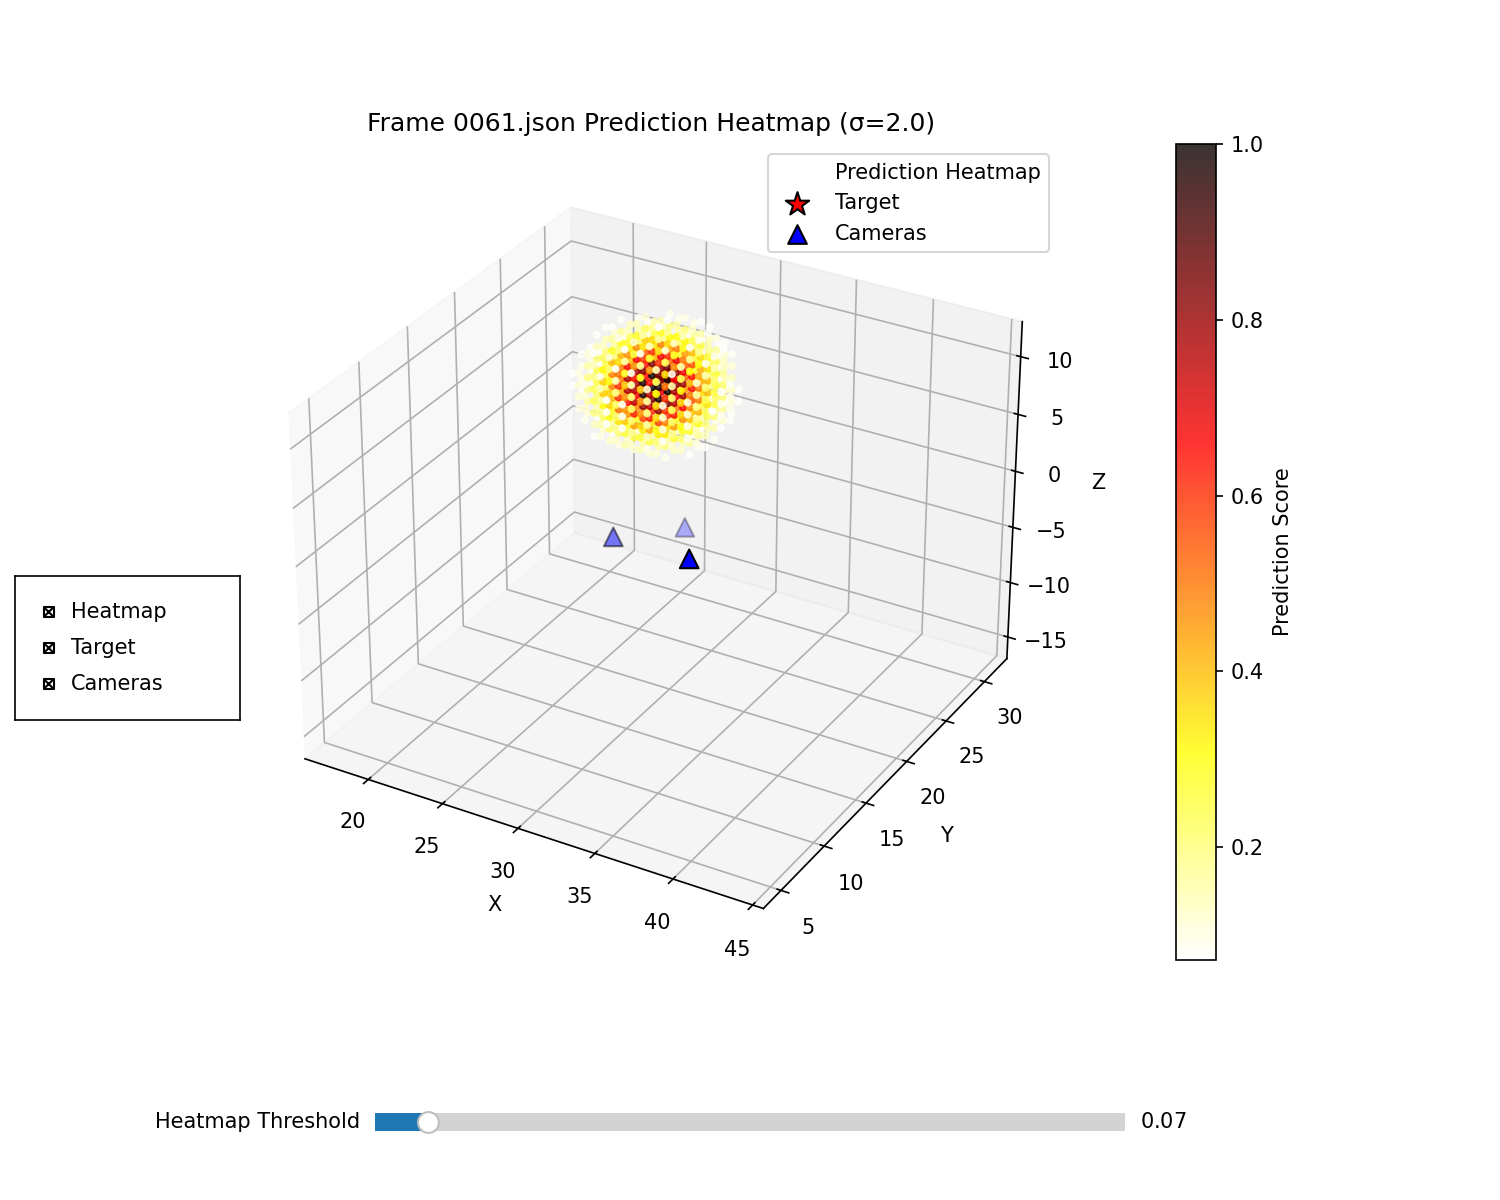 Frame 0061.json Prediction Heatmap (σ=2.0)
Prediction Heatmap
Target
Cameras
1.0
0.8
0.6
0.4
0.2
Prediction Score
10
5
0
−5
−10
−15
Z
30
25
20
15
10
5
Y
20
25
30
35
40
45
X
Heatmap
Target
Cameras
Heatmap Threshold
0.07